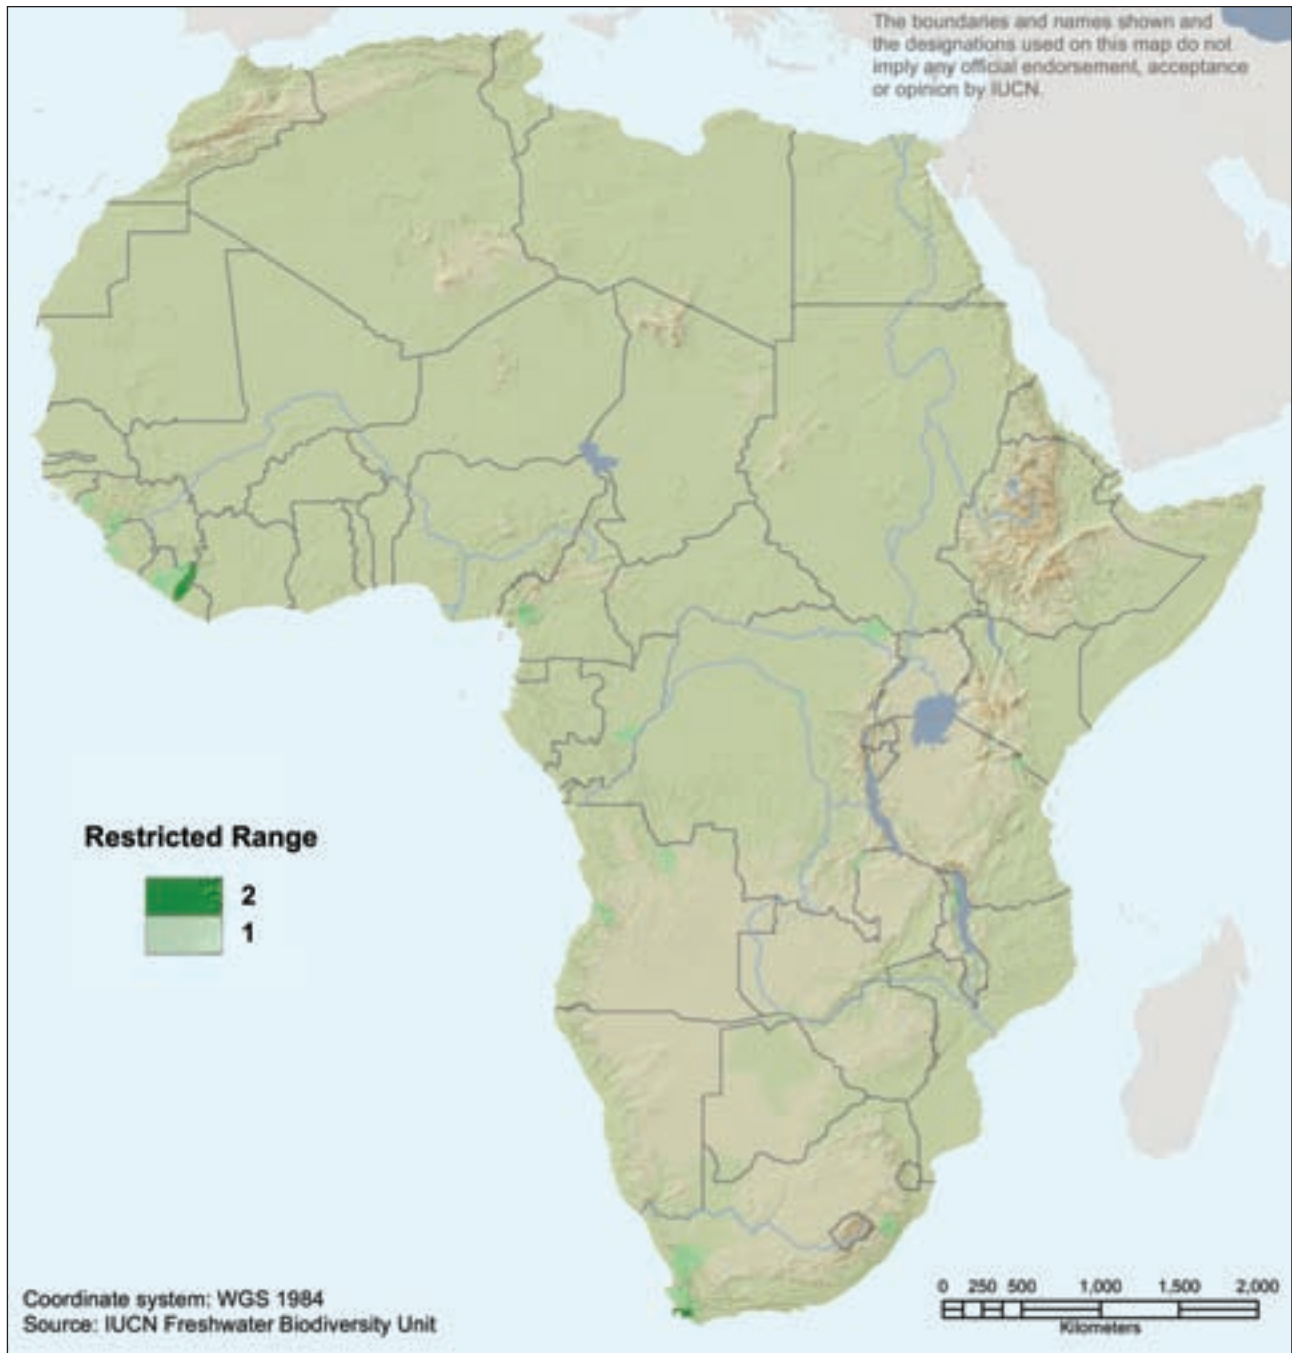 The boundaries and names shown and
the designations used on this map do not
imply any official endorsement, acceptance
or opinion by IUCN.
Restricted Range
2
1
Coordinate system: WGS 1984
Source: IUCN Freshwater Biodiversity Unit
0 250 500 1,000 1,500 2,000
Kilometers